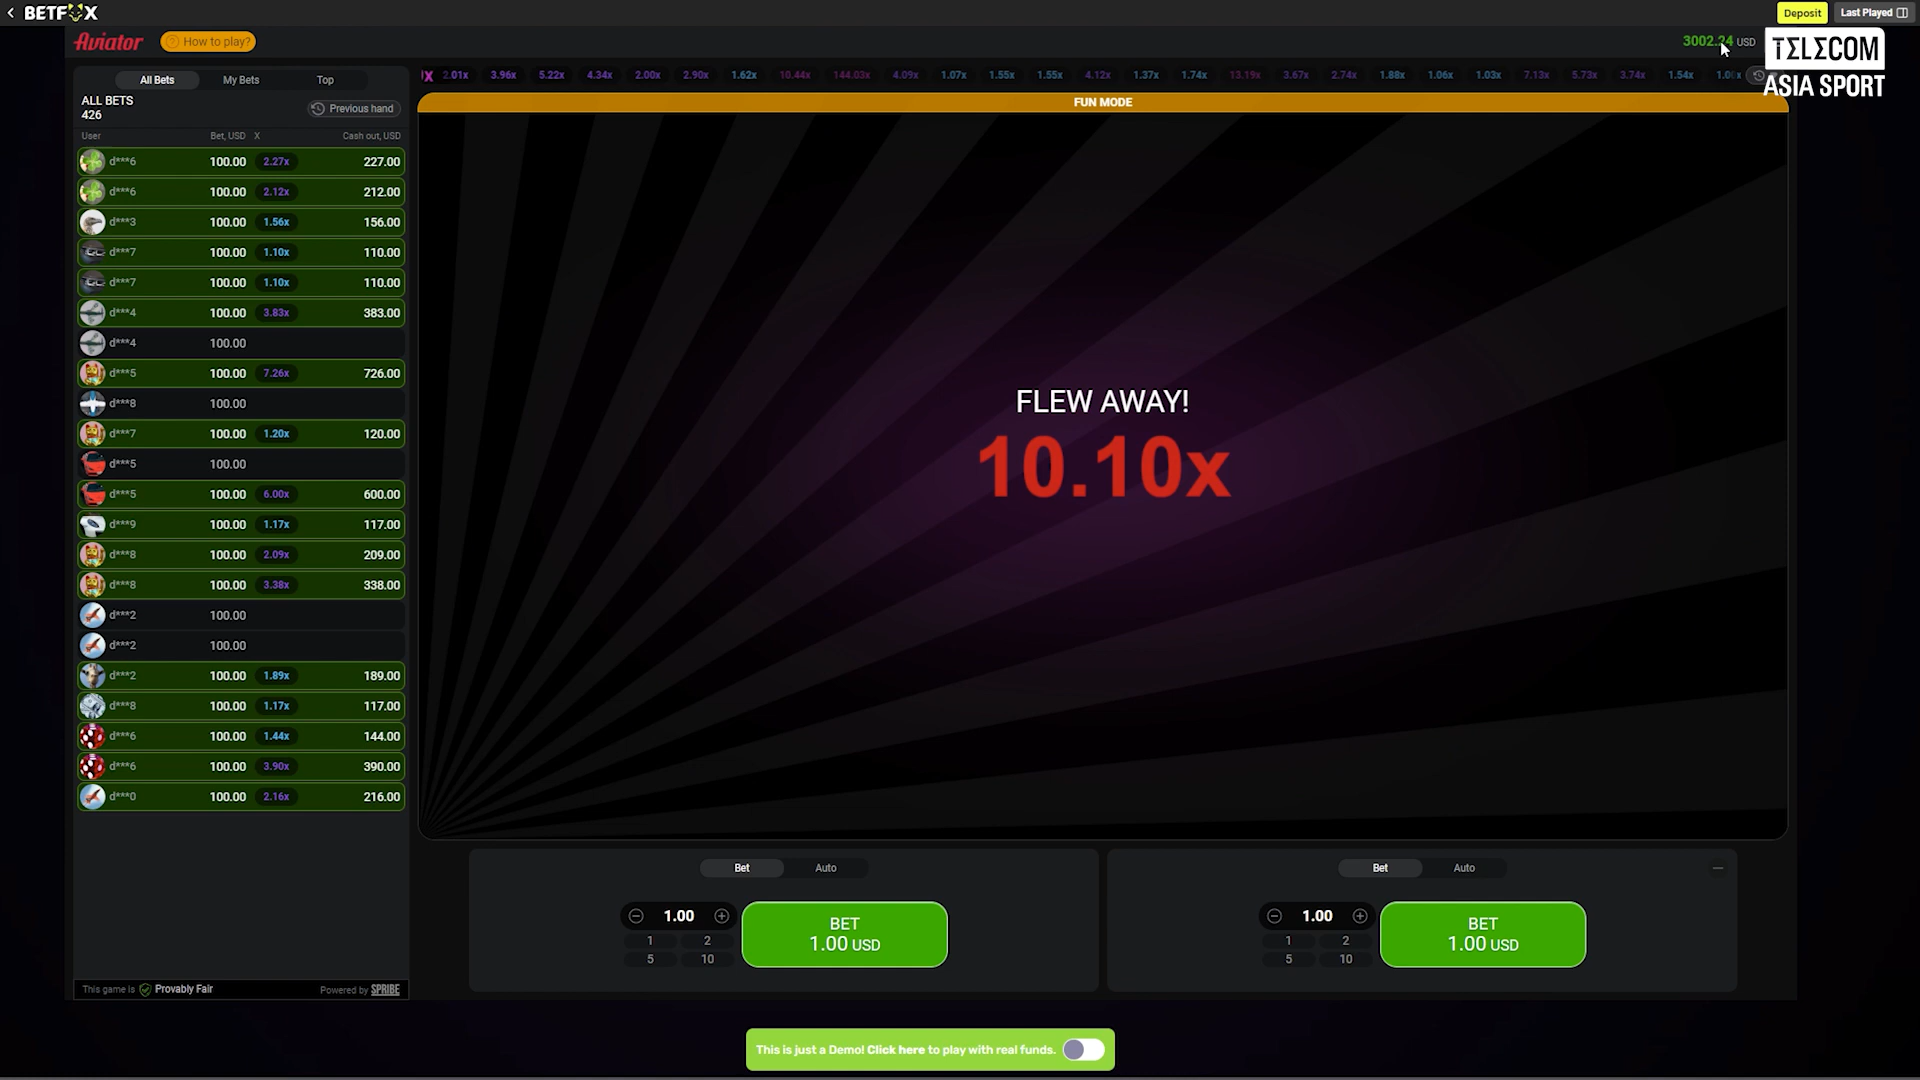 BETFOX
Deposit
Last Played
Aviator
How to play?
3002.24 USD
TELECOM
ASIA SPORT
2.01x 3.96x 5.22x 4.34x 2.00x 2.90x 1.62x 10.44x 144.03x 4.09x 1.07x 1.55x 1.55x 4.12x 1.37x 1.74x 13.19x 3.67x 2.74x 1.88x 1.06x 1.03x 7.13x 5.73x 3.74x 1.54x
All Bets My Bets Top
ALL BETS
426
Previous hand
User Bet, USD X Cash out, USD
d***6 100.00 2.27x 227.00
d***6 100.00 2.12x 212.00
d***3 100.00 1.56x 156.00
d***7 100.00 1.10x 110.00
d***7 100.00 1.10x 110.00
d***4 100.00 3.83x 383.00
d***4 100.00
d***5 100.00 7.26x 726.00
d***8 100.00
d***7 100.00 1.20x 120.00
d***5 100.00
d***5 100.00 6.00x 600.00
d***9 100.00 1.17x 117.00
d***8 100.00 2.09x 209.00
d***8 100.00 3.38x 338.00
d***2 100.00
d***2 100.00
d***2 100.00 1.89x 189.00
d***8 100.00 1.17x 117.00
d***6 100.00 1.44x 144.00
d***6 100.00 3.90x 390.00
d***0 100.00 2.16x 216.00
This game is Provably Fair
Powered by SPRIBE
FUN MODE
FLEW AWAY!
10.10x
Bet Auto
1.00
1 2
5 10
BET
1.00 USD
Bet Auto
1.00
1 2
5 10
BET
1.00 USD
This is just a Demo! Click here to play with real funds.